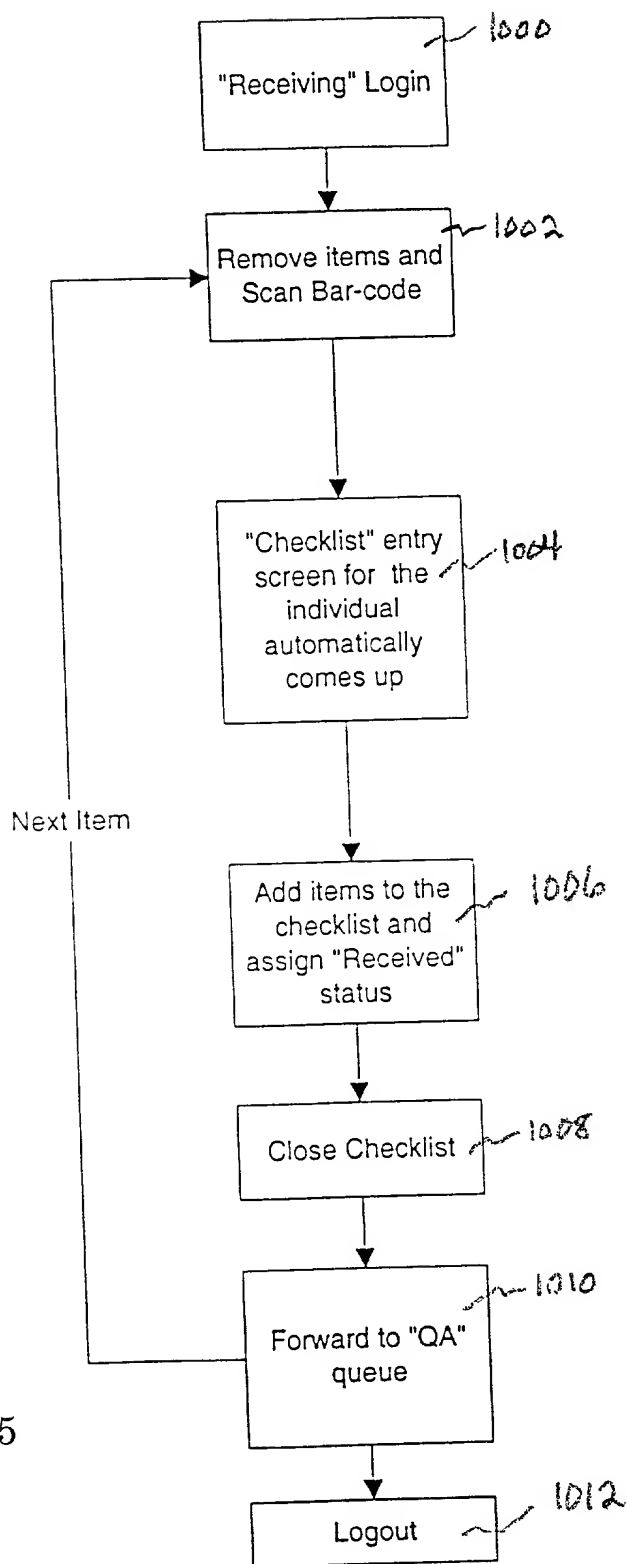 1000
"Receiving" Login
1002
Remove items and
Scan Bar-code
"Checklist" entry
screen for the
individual
automatically
comes up
1004
Next Item
Add items to the
checklist and
assign "Received"
status
1006
Close Checklist
1008
1010
Forward to "QA"
queue
5
Logout
1012